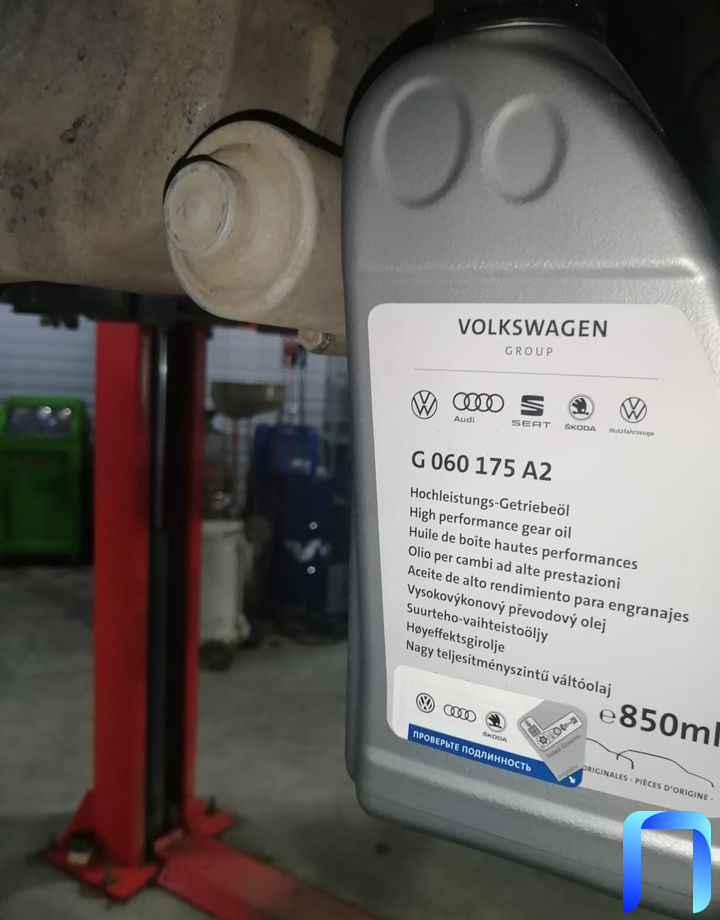 VOLKSWAGEN
GROUP
Audi SEAT ŠKODA Nutzfahrzeuge
G 060 175 A2
Hochleistungs-Getriebeöl
High performance gear oil
Huile de boîte hautes performances
Olio per cambi ad alte prestazioni
Aceite de alto rendimiento para engranajes
Vysokovýkonový převodový olej
Suurteho-vaihteistoöljy
Høyeffektsgirolje
Nagy teljesítményszintű váltóolaj
e850ml
ŠKODA
ПРОВЕРЬТЕ ПОДЛИННОСТЬ
ORIGINALES · PIÈCES D'ORIGINE ·